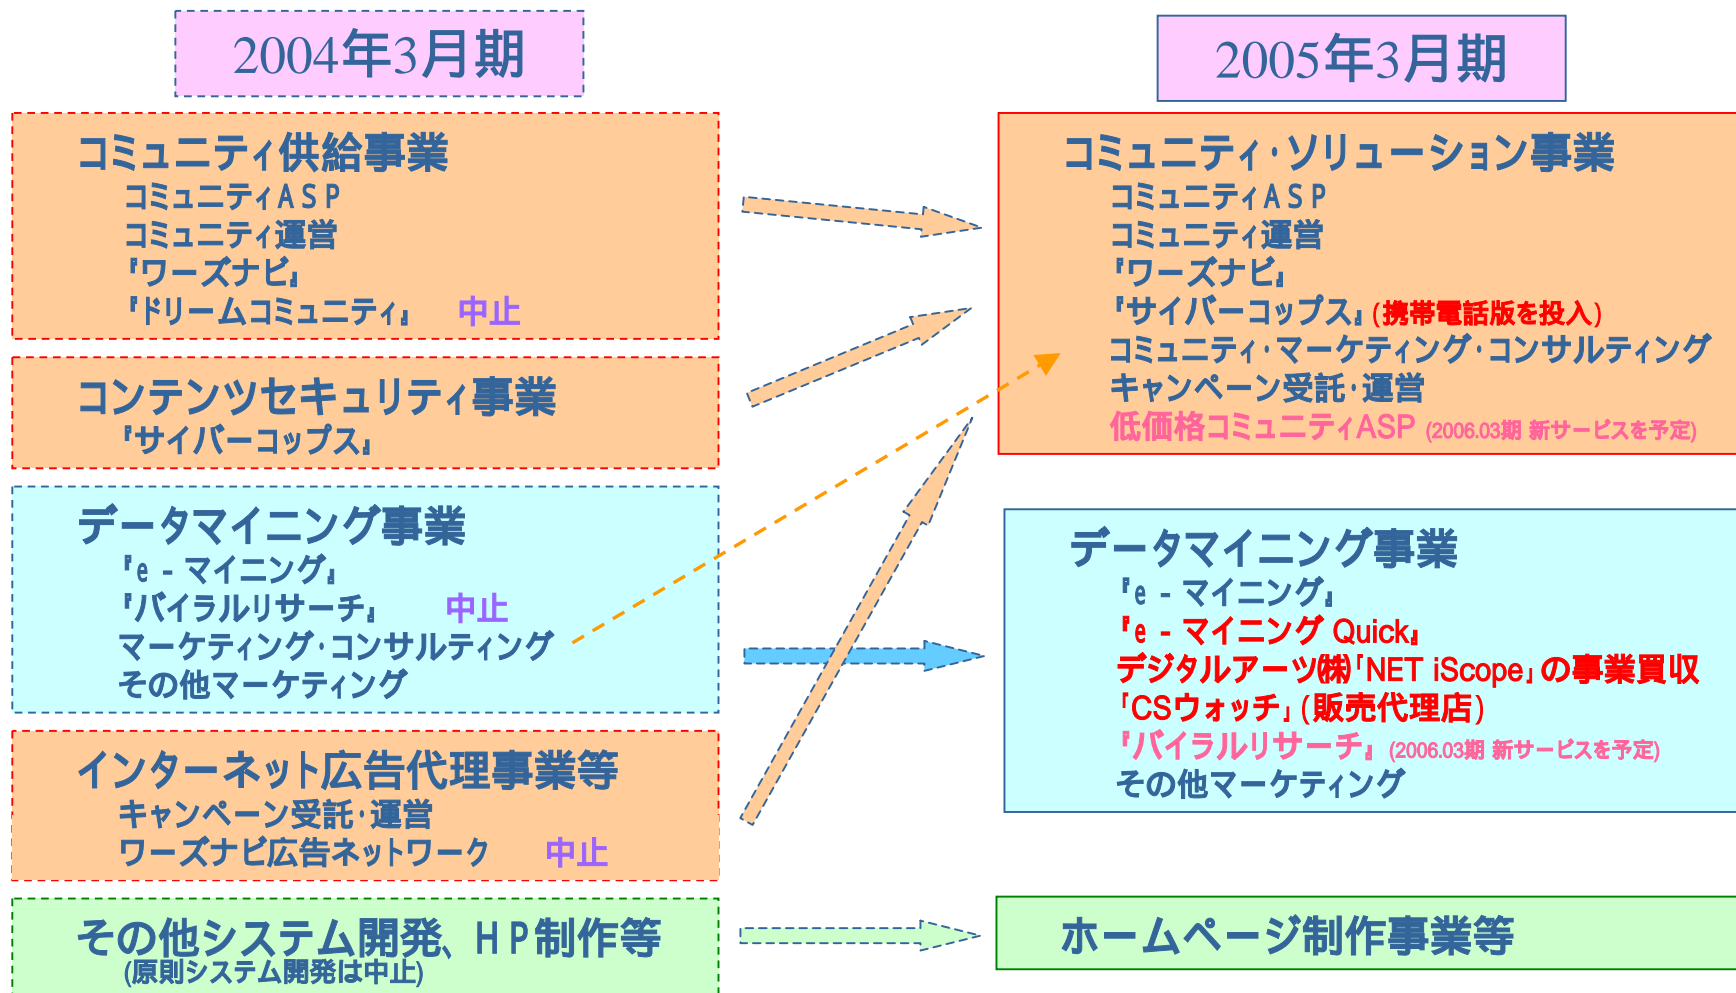 2004年3月期
コミュニティ供給事業
コミュニティASP
コミュニティ運営
『ワーズナビ』
『ドリームコミュニティ』 中止
コンテンツセキュリティ事業
『サイバーコップス』
データマイニング事業
『e－マイニング』
『バイラルリサーチ』 中止
マーケティング・コンサルティング
その他マーケティング
インターネット広告代理事業等
キャンペーン受託・運営
ワーズナビ広告ネットワーク 中止
その他システム開発、HP制作等
(原則システム開発は中止)
2005年3月期
コミュニティ・ソリューション事業
コミュニティASP
コミュニティ運営
『ワーズナビ』
『サイバーコップス』(携帯電話版を投入)
コミュニティ・マーケティング・コンサルティング
キャンペーン受託・運営
低価格コミュニティASP (2006.03期 新サービスを予定)
データマイニング事業
『e－マイニング』
『e－マイニング Quick』
デジタルアーツ㈱「NET iScope」の事業買収
「CSウォッチ」(販売代理店)
『バイラルリサーチ』(2006.03期 新サービスを予定)
その他マーケティング
ホームページ制作事業等